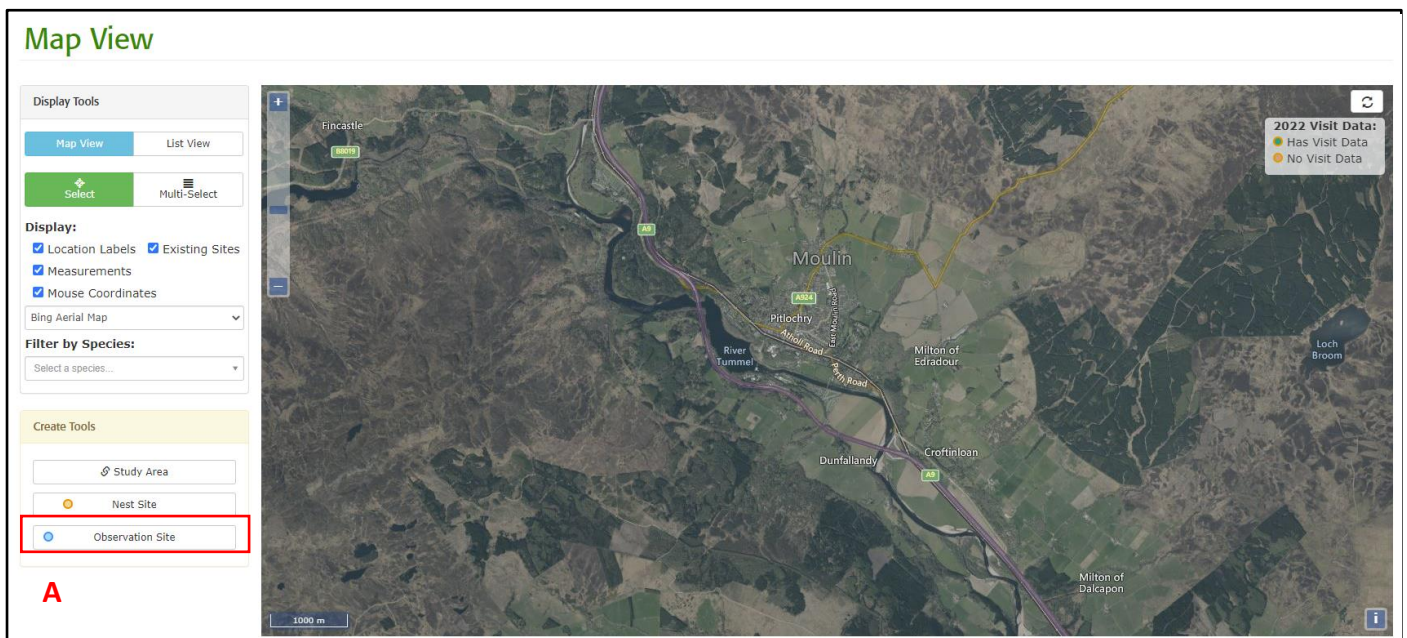 Map View
Display Tools
Map View
List View
Select
Multi-Select
Display:
Location Labels
Existing Sites
Measurements
Mouse Coordinates
Bing Aerial Map
Filter by Species:
Select a species...
Create Tools
Study Area
Nest Site
Observation Site
A
+
−
2022 Visit Data:
Has Visit Data
No Visit Data
Fincastle
B8019
A9
Moulin
A924
East Moulin Road
Pitlochry
Atholl Road
River
Tummel
Perth Road
Milton of
Edradour
Loch
Broom
Dunfallandy
Croftinloan
A9
Milton of
Dalcapon
1000 m
i